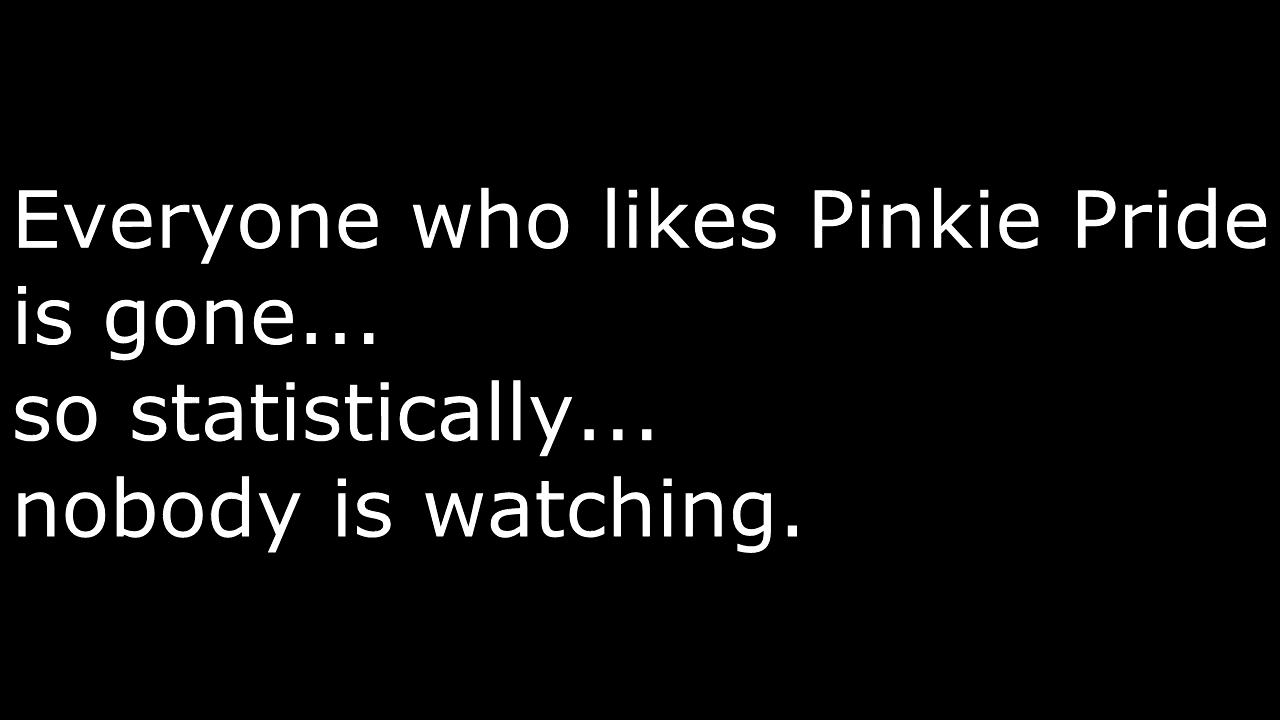 Everyone who likes Pinkie Pride
is gone...
so statistically...
nobody is watching.